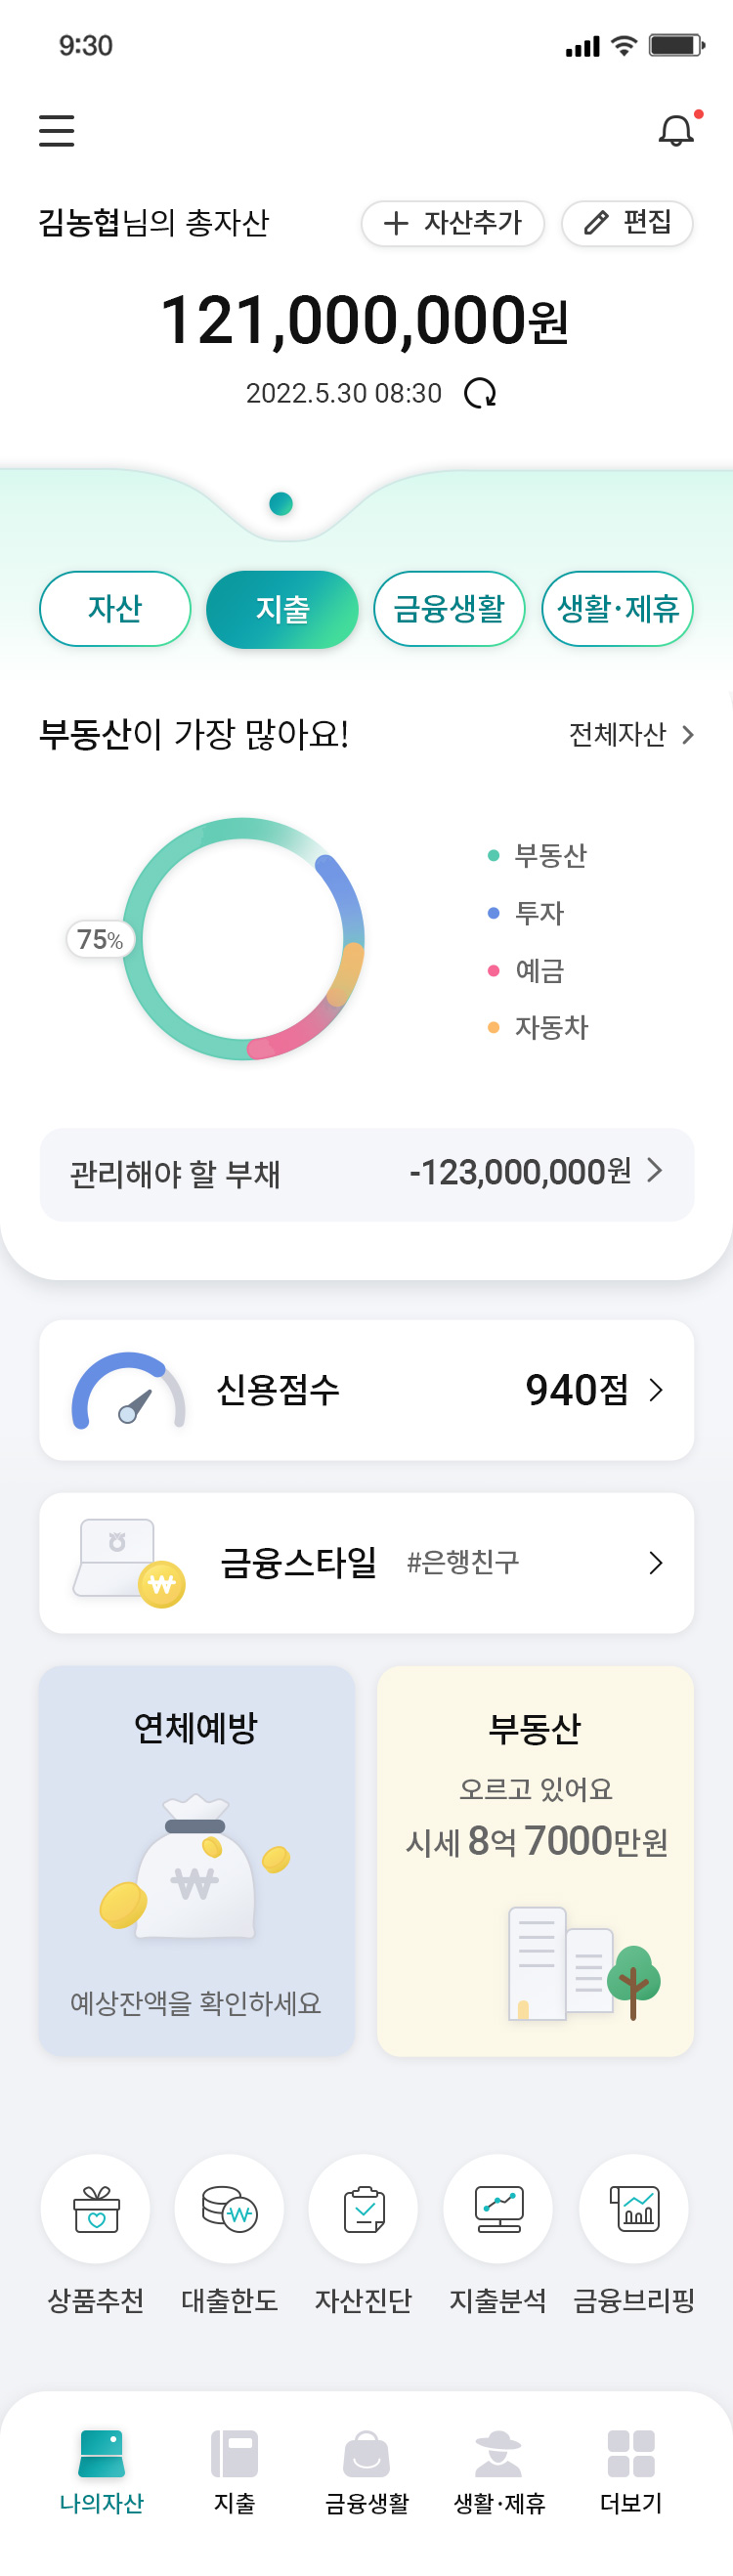 9:30
김농협님의 총자산
자산추가
편집
121,000,000원
2022.5.30 08:30
자산
지출
금융생활
생활·제휴
부동산이 가장 많아요!
전체자산
75%
부동산
투자
예금
자동차
관리해야 할 부채
-123,000,000원
신용점수
940점
금융스타일
#은행친구
연체예방
예상잔액을 확인하세요
부동산
오르고 있어요
시세 8억 7000만원
상품추천
대출한도
자산진단
지출분석
금융브리핑
나의자산
지출
금융생활
생활·제휴
더보기